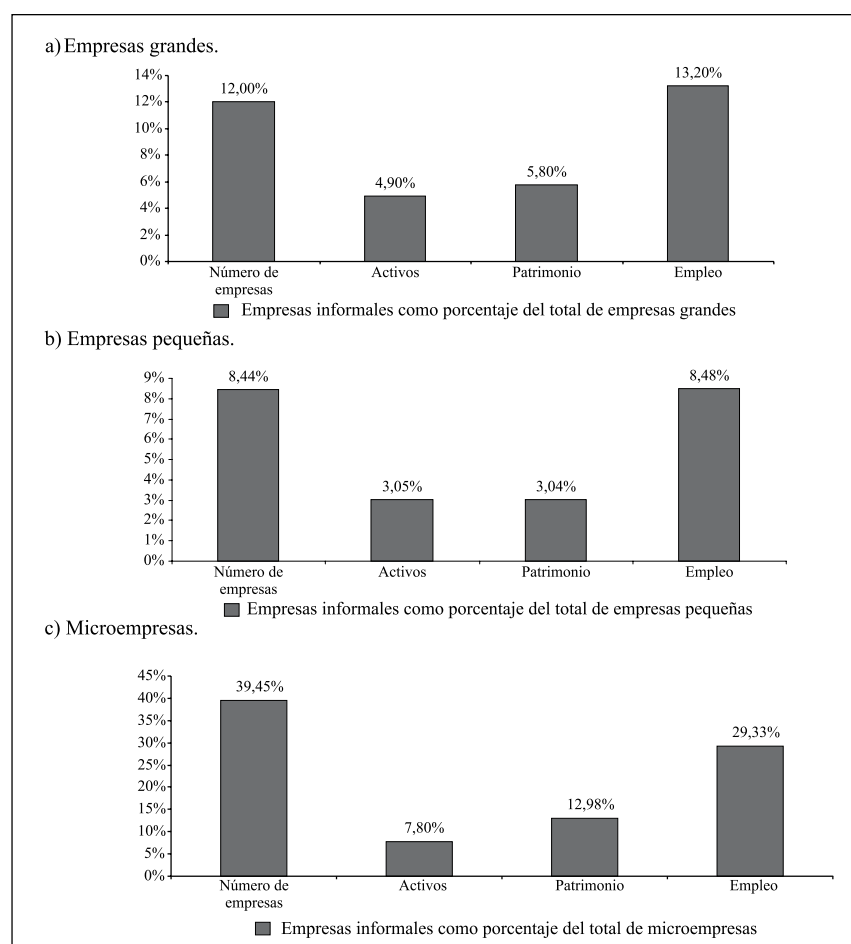 a) Empresas grandes.
14%
12%
10%
8%
6%
4%
2%
0%
12,00%
4,90%
5,80%
13,20%
Número de
empresas
Activos
Patrimonio
Empleo
Empresas informales como porcentaje del total de empresas grandes
b) Empresas pequeñas.
9%
8%
7%
6%
5%
4%
3%
2%
1%
0%
8,44%
3,05%
3,04%
8,48%
Número de
empresas
Activos
Patrimonio
Empleo
Empresas informales como porcentaje del total de empresas pequeñas
c) Microempresas.
45%
40%
35%
30%
25%
20%
15%
10%
5%
0%
39,45%
7,80%
12,98%
29,33%
Número de
empresas
Activos
Patrimonio
Empleo
Empresas informales como porcentaje del total de microempresas